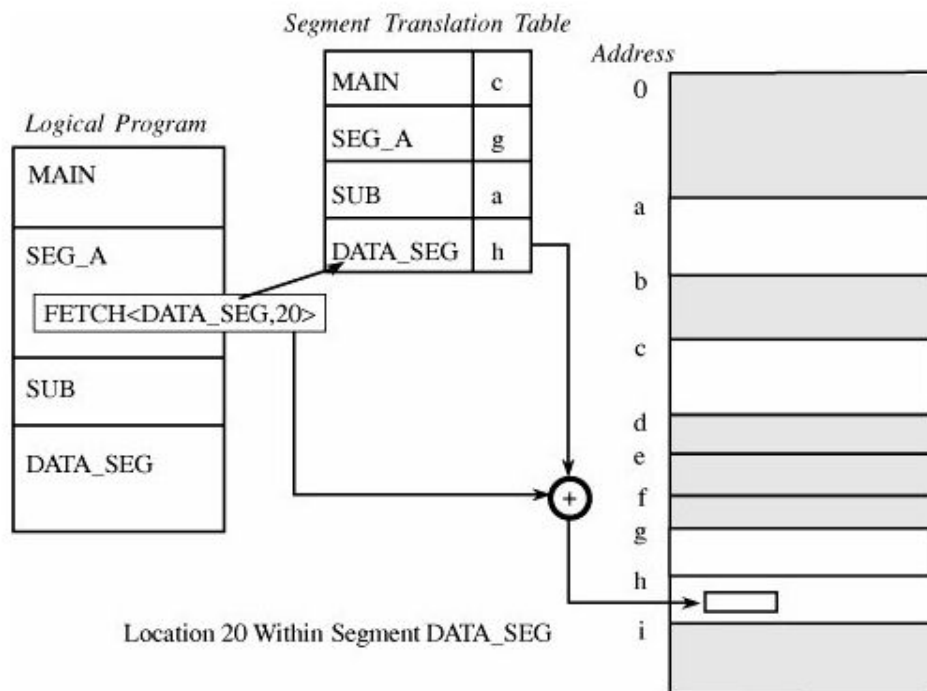 Segment Translation Table
MAIN c
SEG_A g
SUB a
DATA_SEG h
Logical Program
MAIN
SEG_A
FETCH<DATA_SEG,20>
SUB
DATA_SEG
+
Location 20 Within Segment DATA_SEG
Address
0
a
b
c
d
e
f
g
h
i